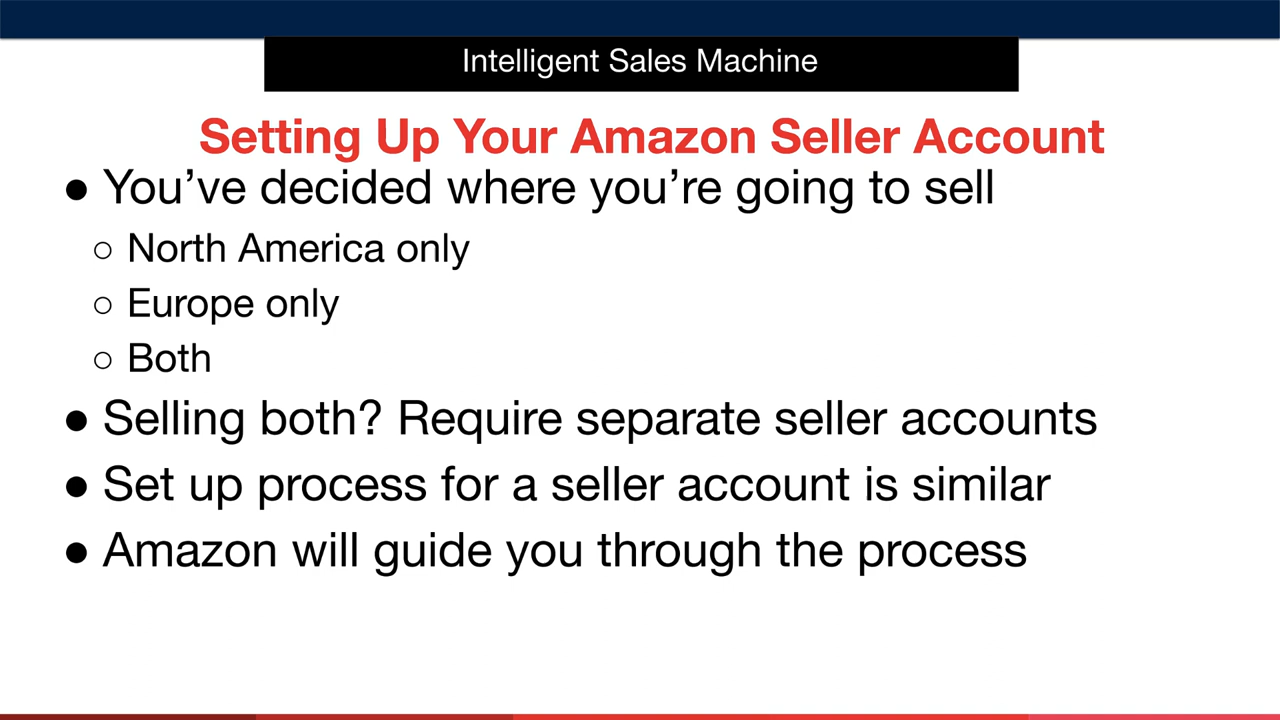 Intelligent Sales Machine
Setting Up Your Amazon Seller Account
● You’ve decided where you’re going to sell
○ North America only
○ Europe only
○ Both
● Selling both? Require separate seller accounts
● Set up process for a seller account is similar
● Amazon will guide you through the process